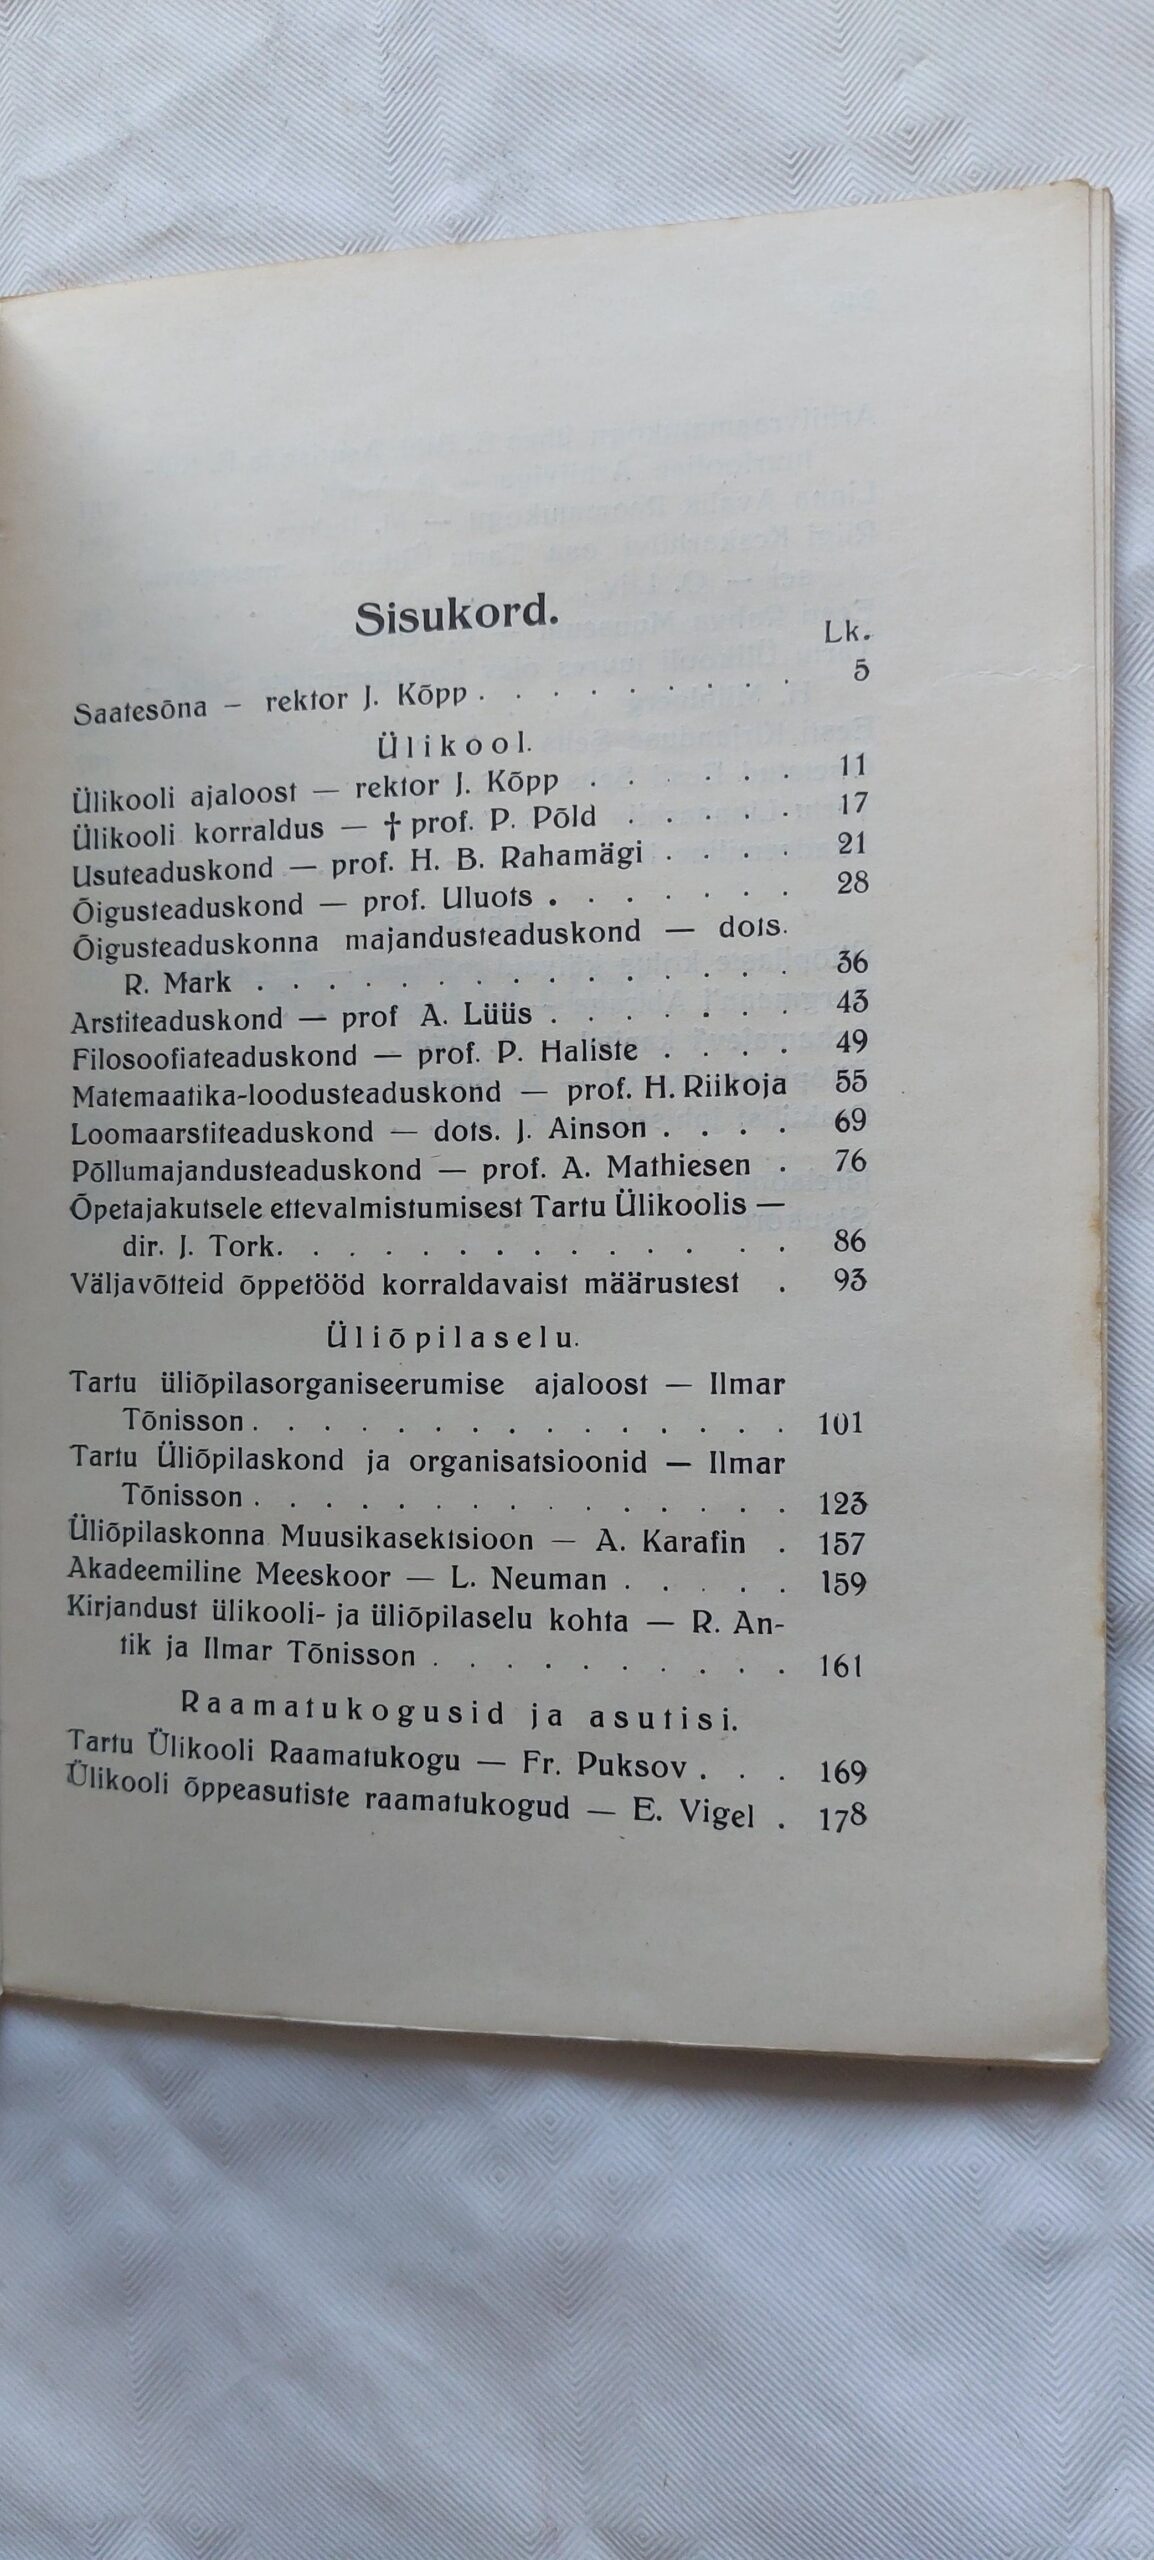 Sisukord.
Lk.
Saatesõna – rektor J. Kõpp . . . . . . . . . 5
Ülikool.
Ülikooli ajaloost — rektor J. Kõpp . . . . . . 11
Ülikooli korraldus — † prof. P. Põld . . . . . 17
Usuteaduskond — prof. H. B. Rahamägi . . . . 21
Õigusteaduskond — prof. Uluots . . . . . . . 28
Õigusteaduskonna majandusteaduskond — dots.
R. Mark . . . . . . . . . . . . . . . 36
Arstiteaduskond — prof A. Lüüs . . . . . . . 43
Filosoofiateaduskond — prof. P. Haliste . . . . 49
Matemaatika-loodusteaduskond — prof. H. Riikoja 55
Loomaarstiteaduskond — dots. J. Ainson . . . . 69
Põllumajandusteaduskond — prof. A. Mathiesen . 76
Õpetajakutsele ettevalmistumisest Tartu Ülikoolis —
dir. J. Tork. . . . . . . . . . . . . . 86
Väljavõtteid õppetööd korraldavaist määrustest . 93
Üliõpilaselu.
Tartu üliõpilasorganiseerumise ajaloost — Ilmar
Tõnisson . . . . . . . . . . . . . . . 101
Tartu Üliõpilaskond ja organisatsioonid — Ilmar
Tõnisson . . . . . . . . . . . . . . . 123
Üliõpilaskonna Muusikasektsioon — A. Karafin . 157
Akadeemiline Meeskoor — L. Neuman . . . . . 159
Kirjandust ülikooli- ja üliõpilaselu kohta — R. An-
tik ja Ilmar Tõnisson . . . . . . . . . . 161
Raamatukogusid ja asutisi.
Tartu Ülikooli Raamatukogu — Fr. Puksov . . . 169
Ülikooli õppeasutiste raamatukogud — E. Vigel . 178